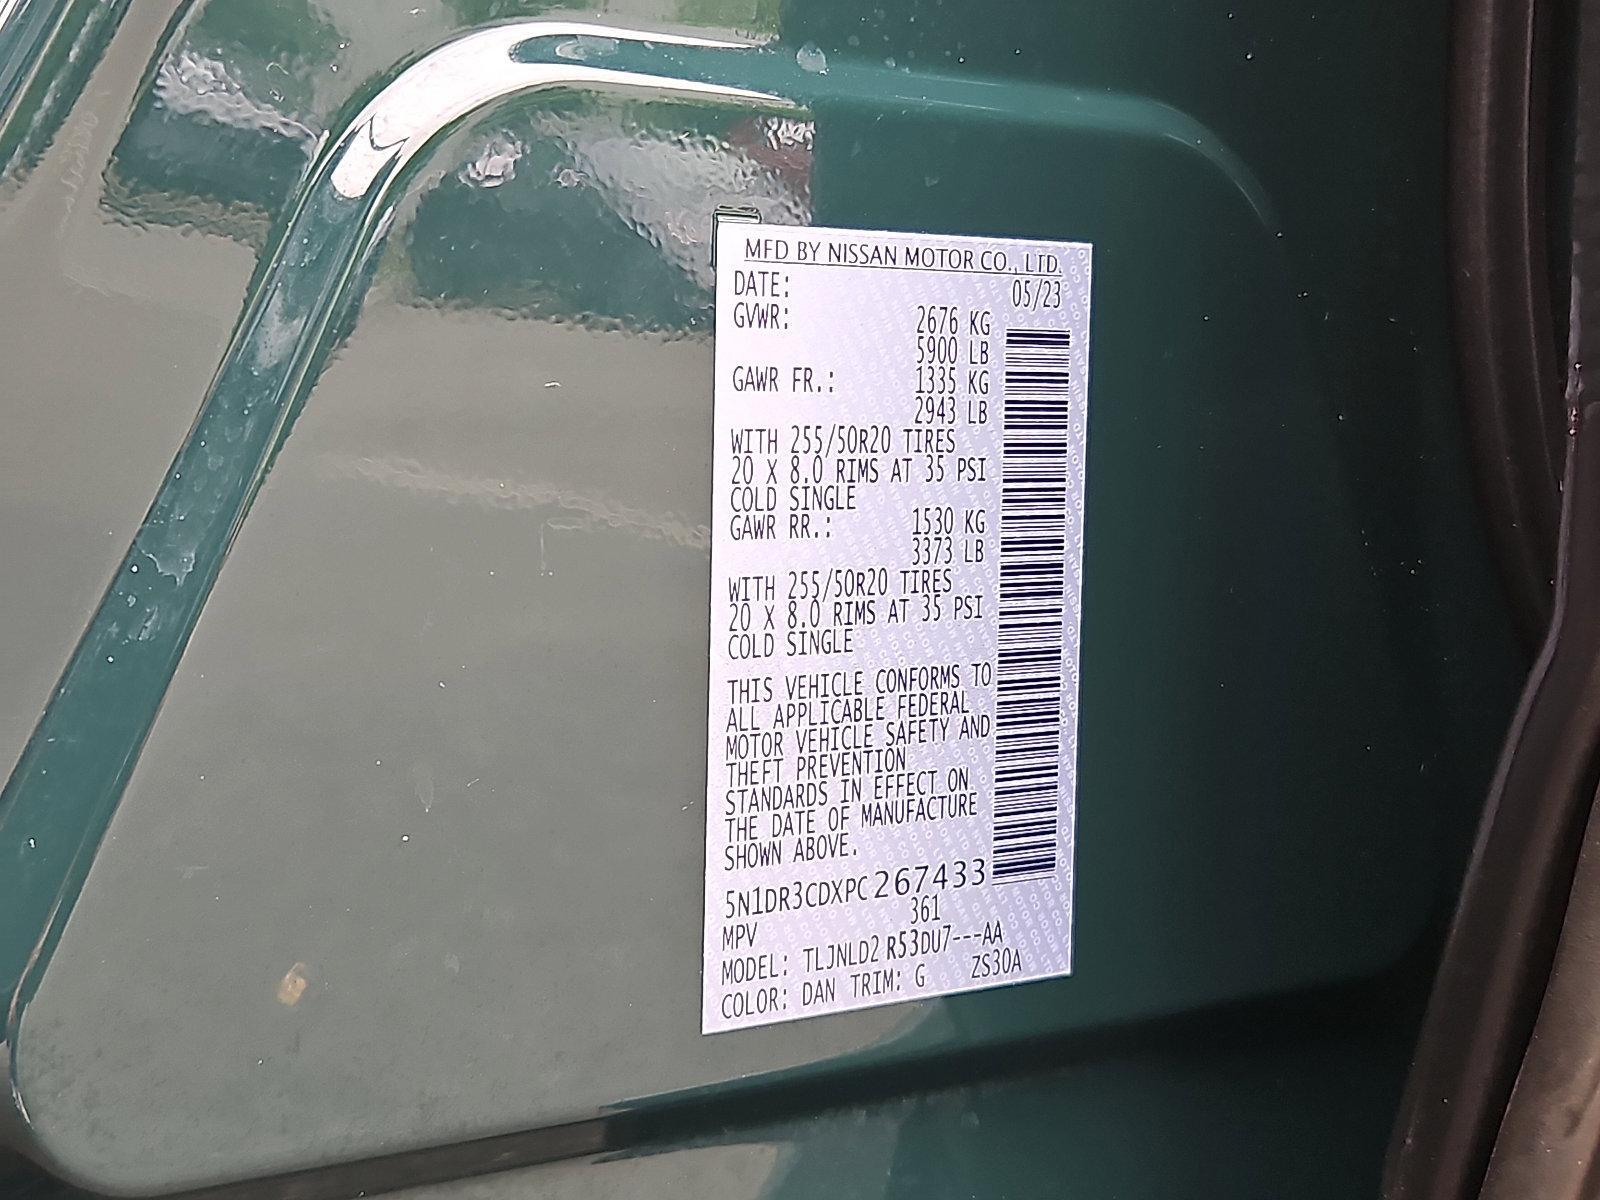 MFD BY NISSAN MOTOR CO., LTD.
DATE: 05/23
GVWR: 2676 KG
5900 LB
GAWR FR.: 1335 KG
2943 LB
WITH 255/50R20 TIRES
20 X 8.0 RIMS AT 35 PSI
COLD SINGLE
GAWR RR.: 1530 KG
3373 LB
WITH 255/50R20 TIRES
20 X 8.0 RIMS AT 35 PSI
COLD SINGLE
THIS VEHICLE CONFORMS TO
ALL APPLICABLE FEDERAL
MOTOR VEHICLE SAFETY AND
THEFT PREVENTION
STANDARDS IN EFFECT ON
THE DATE OF MANUFACTURE
SHOWN ABOVE.
5N1DR3CDXPC267433
361
MPV
MODEL: TLJNLD2 R53DU7---AA
COLOR: DAN TRIM: G ZS30A